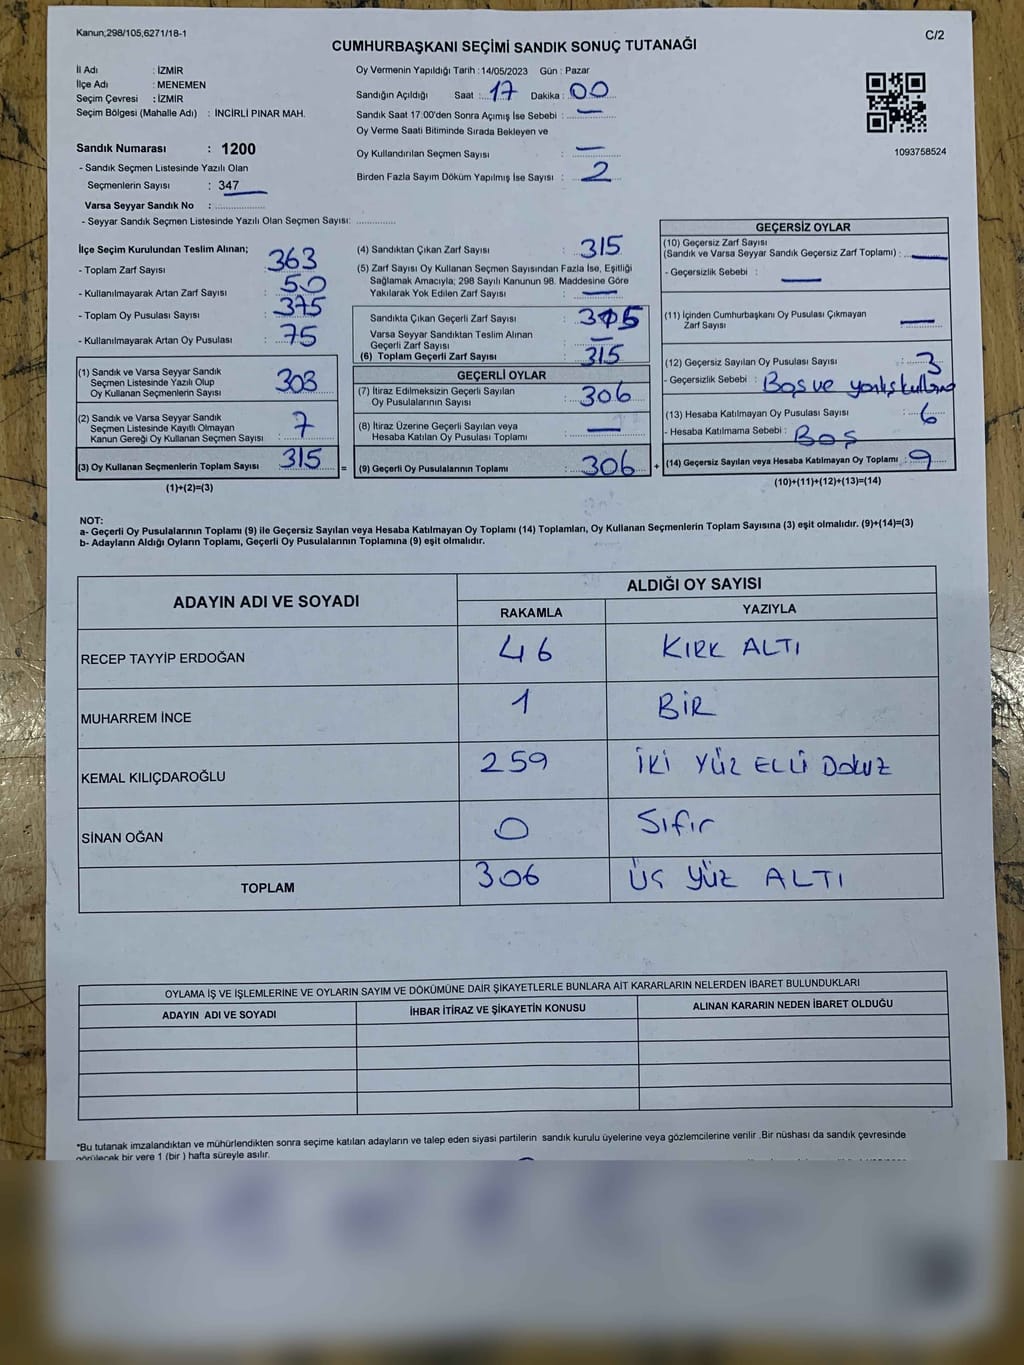 Kanun;298/105,6271/18-1
C/2
CUMHURBAŞKANI SEÇİMİ SANDIK SONUÇ TUTANAĞI
İl Adı : İZMİR
İlçe Adı : MENEMEN
Seçim Çevresi : İZMİR
Seçim Bölgesi (Mahalle Adı) : İNCİRLİ PINAR MAH.
Sandık Numarası : 1200
- Sandık Seçmen Listesinde Yazılı Olan
Seçmenlerin Sayısı : 347
Varsa Seyyar Sandık No :
- Seyyar Sandık Seçmen Listesinde Yazılı Olan Seçmen Sayısı:
Oy Vermenin Yapıldığı Tarih : 14/05/2023 Gün : Pazar
Sandığın Açıldığı Saat : 17 Dakika : 00
Sandık Saat 17:00'den Sonra Açımış İse Sebebi : —
Oy Verme Saati Bitiminde Sırada Bekleyen ve
Oy Kullandırılan Seçmen Sayısı : —
Birden Fazla Sayım Döküm Yapılmış İse Sayısı : 2
1093758524
İlçe Seçim Kurulundan Teslim Alınan;
- Toplam Zarf Sayısı : 363
- Kullanılmayarak Artan Zarf Sayısı : 50
- Toplam Oy Pusulası Sayısı : 375
- Kullanılmayarak Artan Oy Pusulası : 75
(1) Sandık ve Varsa Seyyar Sandık
Seçmen Listesinde Yazılı Olup
Oy Kullanan Seçmenlerin Sayısı : 308
(2) Sandık ve Varsa Seyyar Sandık
Seçmen Listesinde Kayıtlı Olmayan
Kanun Gereği Oy Kullanan Seçmen Sayısı : 7
(3) Oy Kullanan Seçmenlerin Toplam Sayısı : 315
(1)+(2)=(3)
(4) Sandıktan Çıkan Zarf Sayısı : 315
(5) Zarf Sayısı Oy Kullanan Seçmen Sayısından Fazla İse, Eşitliği
Sağlamak Amacıyla; 298 Sayılı Kanunun 98. Maddesine Göre
Yakılarak Yok Edilen Zarf Sayısı : —
Sandıkta Çıkan Geçerli Zarf Sayısı : 315
Varsa Seyyar Sandıktan Teslim Alınan
Geçerli Zarf Sayısı : —
(6) Toplam Geçerli Zarf Sayısı : 315
GEÇERLİ OYLAR
(7) İtiraz Edilmeksizin Geçerli Sayılan
Oy Pusulalarının Sayısı : 306
(8) İtiraz Üzerine Geçerli Sayılan veya
Hesaba Katılan Oy Pusulası Toplamı : —
= (9) Geçerli Oy Pusulalarının Toplamı : 306
GEÇERSİZ OYLAR
(10) Geçersiz Zarf Sayısı
(Sandık ve Varsa Seyyar Sandık Geçersiz Zarf Toplamı) : —
- Geçersizlik Sebebi : —
(11) İçinden Cumhurbaşkanı Oy Pusulası Çıkmayan
Zarf Sayısı : —
(12) Geçersiz Sayılan Oy Pusulası Sayısı : 3
- Geçersizlik Sebebi : Boş ve yanlış
(13) Hesaba Katılmayan Oy Pusulası Sayısı : 6
- Hesaba Katılmama Sebebi : Boş
+ (14) Geçersiz Sayılan veya Hesaba Katılmayan Oy Toplamı : 9
(10)+(11)+(12)+(13)=(14)
NOT:
a- Geçerli Oy Pusulalarının Toplamı (9) ile Geçersiz Sayılan veya Hesaba Katılmayan Oy Toplamı (14) Toplamları, Oy Kullanan Seçmenlerin Toplam Sayısına (3) eşit olmalıdır. (9)+(14)=(3)
b- Adayların Aldığı Oyların Toplamı, Geçerli Oy Pusulalarının Toplamına (9) eşit olmalıdır.
ADAYIN ADI VE SOYADI
ALDIĞI OY SAYISI
RAKAMLA YAZIYLA
RECEP TAYYİP ERDOĞAN 46 KIRK ALTI
MUHARREM İNCE 1 BİR
KEMAL KILIÇDAROĞLU 259 İKİ YÜZ ELLİ DOKUZ
SİNAN OĞAN 0 Sıfır
TOPLAM 306 ÜÇ YÜZ ALTI
OYLAMA İŞ VE İŞLEMLERİNE VE OYLARIN SAYIM VE DÖKÜMÜNE DAİR ŞİKAYETLERLE BUNLARA AİT KARARLARIN NELERDEN İBARET BULUNDUKLARI
ADAYIN ADI VE SOYADI İHBAR İTİRAZ VE ŞİKAYETİN KONUSU ALINAN KARARIN NEDEN İBARET OLDUĞU
*Bu tutanak imzalandıktan ve mühürlendikten sonra seçime katılan adayların ve talep eden siyasi partilerin sandık kurulu üyelerine veya gözlemcilerine verilir .Bir nüshası da sandık çevresinde
görülecek bir yere 1 (bir ) hafta süreyle asılır.